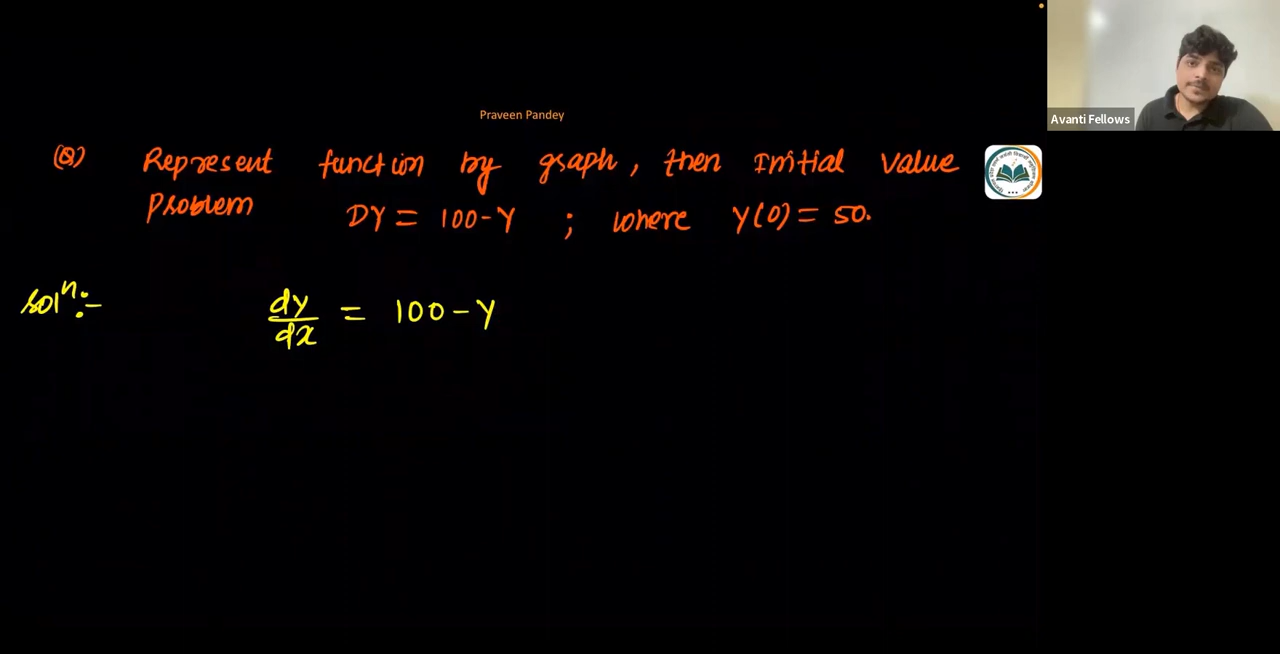 Praveen Pandey
Avanti Fellows
(Q) Represent function by graph, then Initial value
Problem DY = 100-Y ; where Y(0) = 50.
Solⁿ:- dy/dx = 100-Y